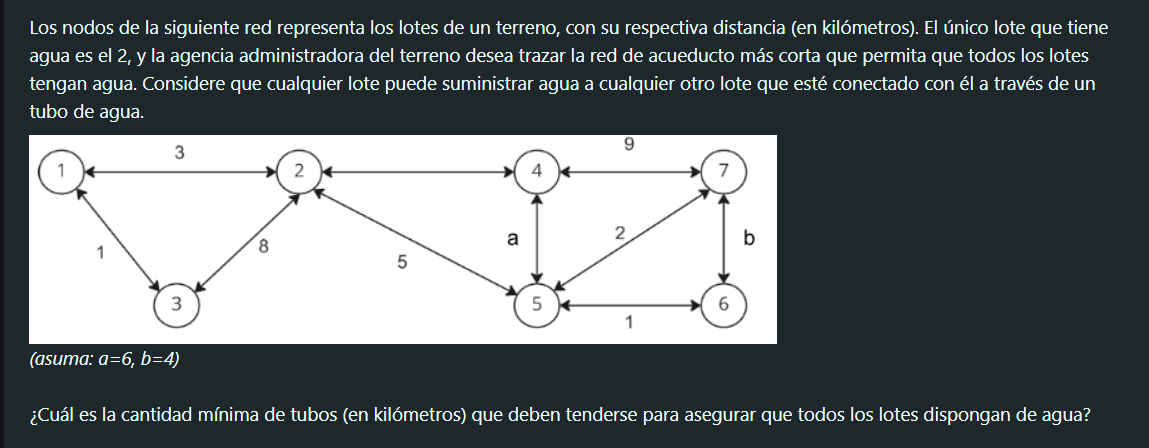 Los nodos de la siguiente red representa los lotes de un terreno, con su respectiva distancia (en kilómetros). El único lote que tiene
agua es el 2, y la agencia administradora del terreno desea trazar la red de acueducto más corta que permita que todos los lotes
tengan agua. Considere que cualquier lote puede suministrar agua a cualquier otro lote que esté conectado con él a través de un
tubo de agua.
3
9
1
2
4
7
1
8
5
a
2
b
3
5
6
1
(asuma: a=6, b=4)
¿Cuál es la cantidad mínima de tubos (en kilómetros) que deben tenderse para asegurar que todos los lotes dispongan de agua?